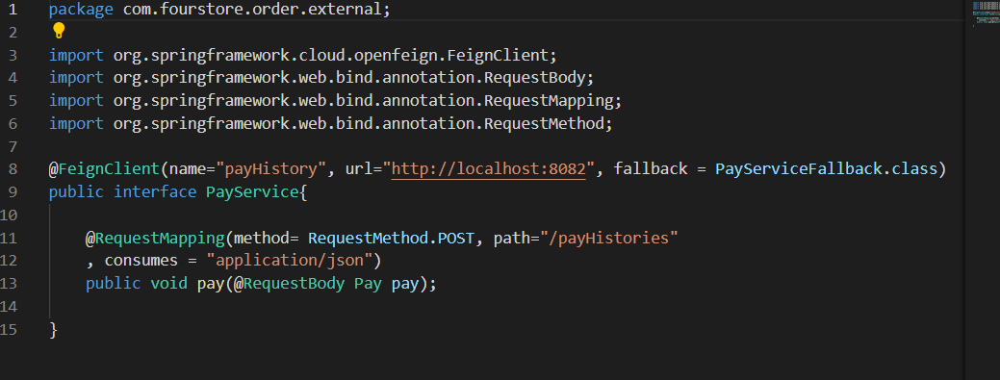 1 package com.fourstore.order.external;
2
3 import org.springframework.cloud.openfeign.FeignClient;
4 import org.springframework.web.bind.annotation.RequestBody;
5 import org.springframework.web.bind.annotation.RequestMapping;
6 import org.springframework.web.bind.annotation.RequestMethod;
7
8 @FeignClient(name="payHistory", url="http://localhost:8082", fallback = PayServiceFallback.class)
9 public interface PayService{
10
11 @RequestMapping(method= RequestMethod.POST, path="/payHistories"
12 , consumes = "application/json")
13 public void pay(@RequestBody Pay pay);
14
15 }